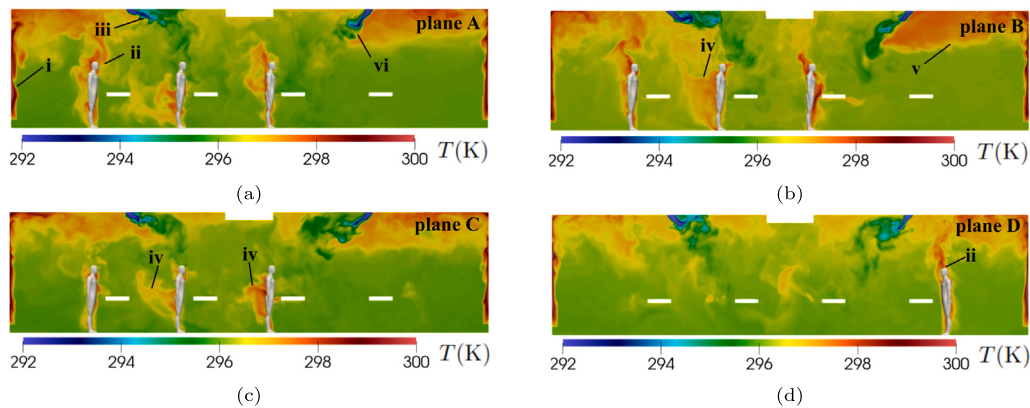 plane A
iii
ii
i
vi
292 294 296 298 300 T(K)
(a)
plane B
iv
v
292 294 296 298 300 T(K)
(b)
plane C
iv
iv
292 294 296 298 300 T(K)
(c)
plane D
ii
292 294 296 298 300 T(K)
(d)